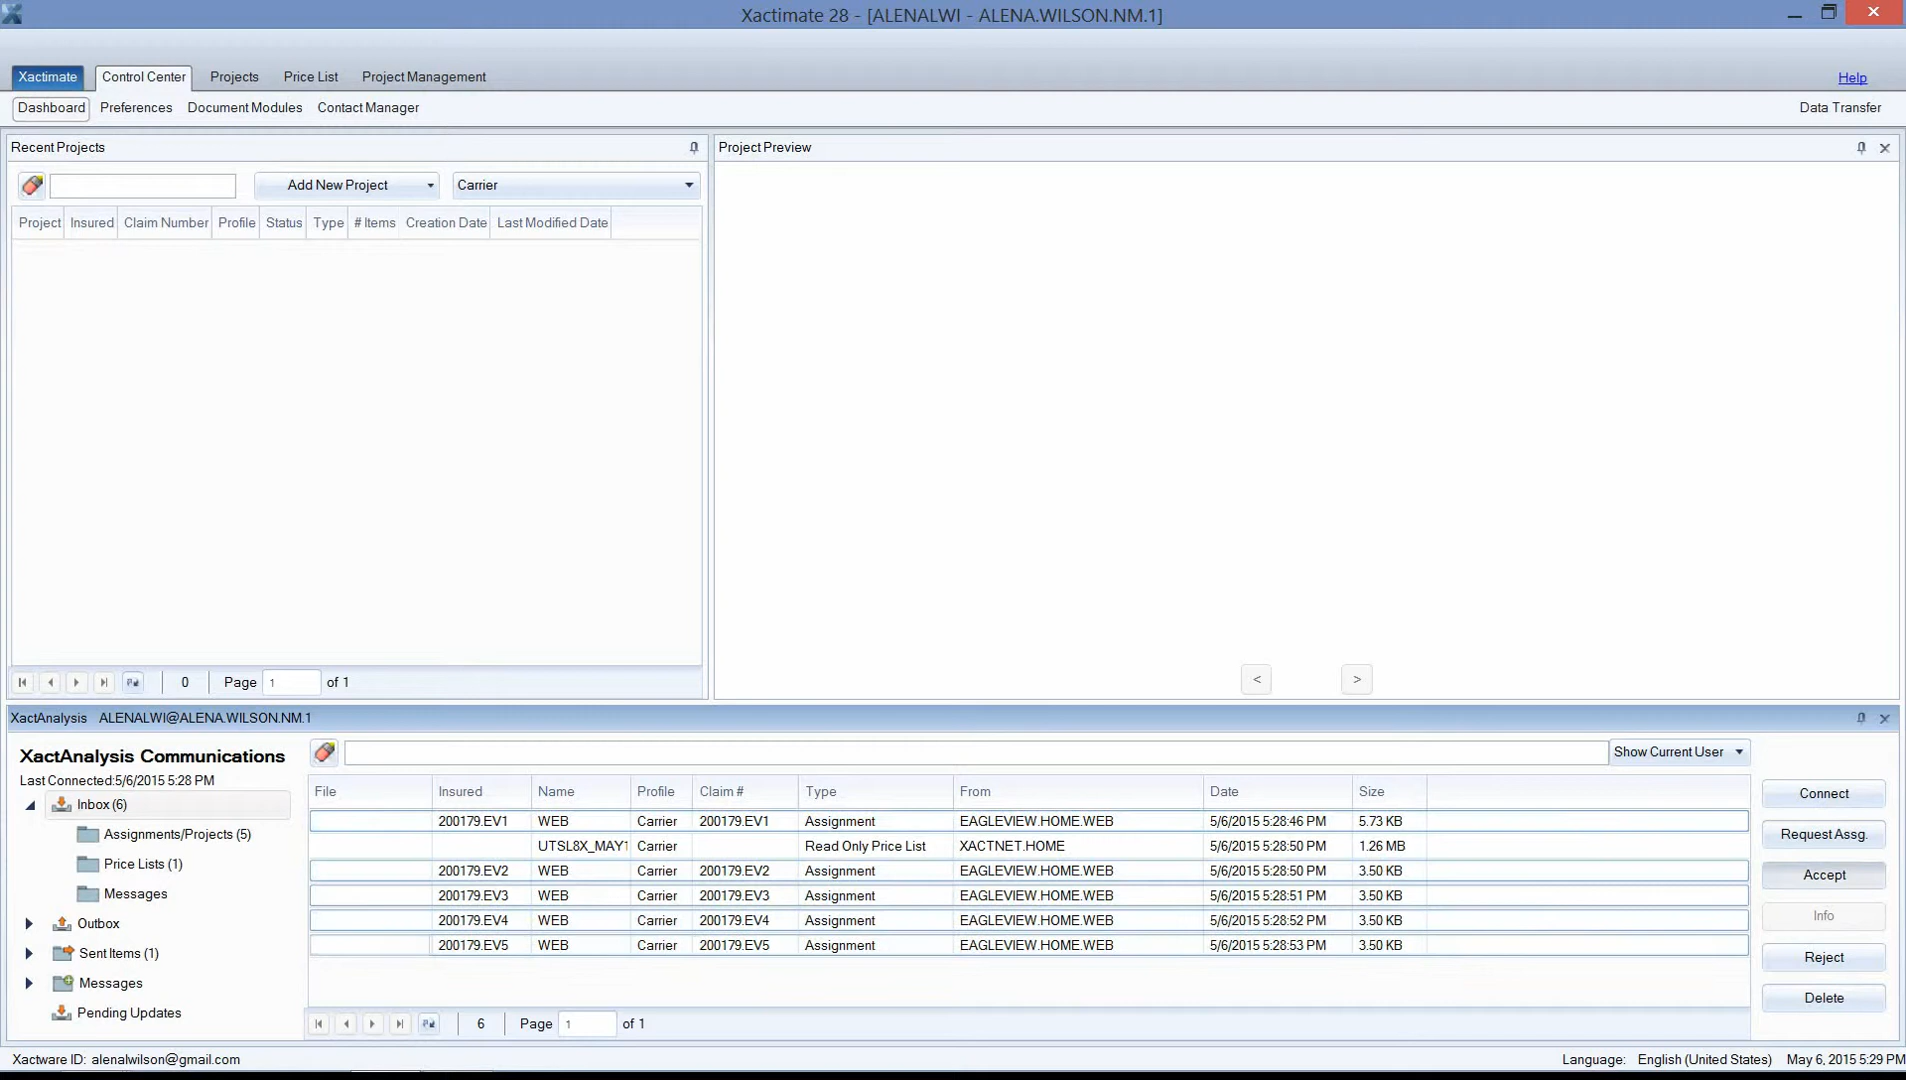 Xactimate 28 - [ALENALWI - ALENA.WILSON.NM.1]
Xactimate Control Center Projects Price List Project Management Help
Dashboard Preferences Document Modules Contact Manager Data Transfer
Recent Projects
Add New Project Carrier
Project Insured Claim Number Profile Status Type # Items Creation Date Last Modified Date
0 Page 1 of 1
Project Preview
< >
XactAnalysis ALENALWI@ALENA.WILSON.NM.1
XactAnalysis Communications
Last Connected:5/6/2015 5:28 PM
Inbox (6)
Assignments/Projects (5)
Price Lists (1)
Messages
Outbox
Sent Items (1)
Messages
Pending Updates
Show Current User
File Insured Name Profile Claim # Type From Date Size
200179.EV1 WEB Carrier 200179.EV1 Assignment EAGLEVIEW.HOME.WEB 5/6/2015 5:28:46 PM 5.73 KB
UTSL8X_MAY1 Carrier Read Only Price List XACTNET.HOME 5/6/2015 5:28:50 PM 1.26 MB
200179.EV2 WEB Carrier 200179.EV2 Assignment EAGLEVIEW.HOME.WEB 5/6/2015 5:28:50 PM 3.50 KB
200179.EV3 WEB Carrier 200179.EV3 Assignment EAGLEVIEW.HOME.WEB 5/6/2015 5:28:51 PM 3.50 KB
200179.EV4 WEB Carrier 200179.EV4 Assignment EAGLEVIEW.HOME.WEB 5/6/2015 5:28:52 PM 3.50 KB
200179.EV5 WEB Carrier 200179.EV5 Assignment EAGLEVIEW.HOME.WEB 5/6/2015 5:28:53 PM 3.50 KB
6 Page 1 of 1
Connect
Request Assg.
Accept
Info
Reject
Delete
Xactware ID: alenalwilson@gmail.com Language: English (United States) May 6, 2015 5:29 PM